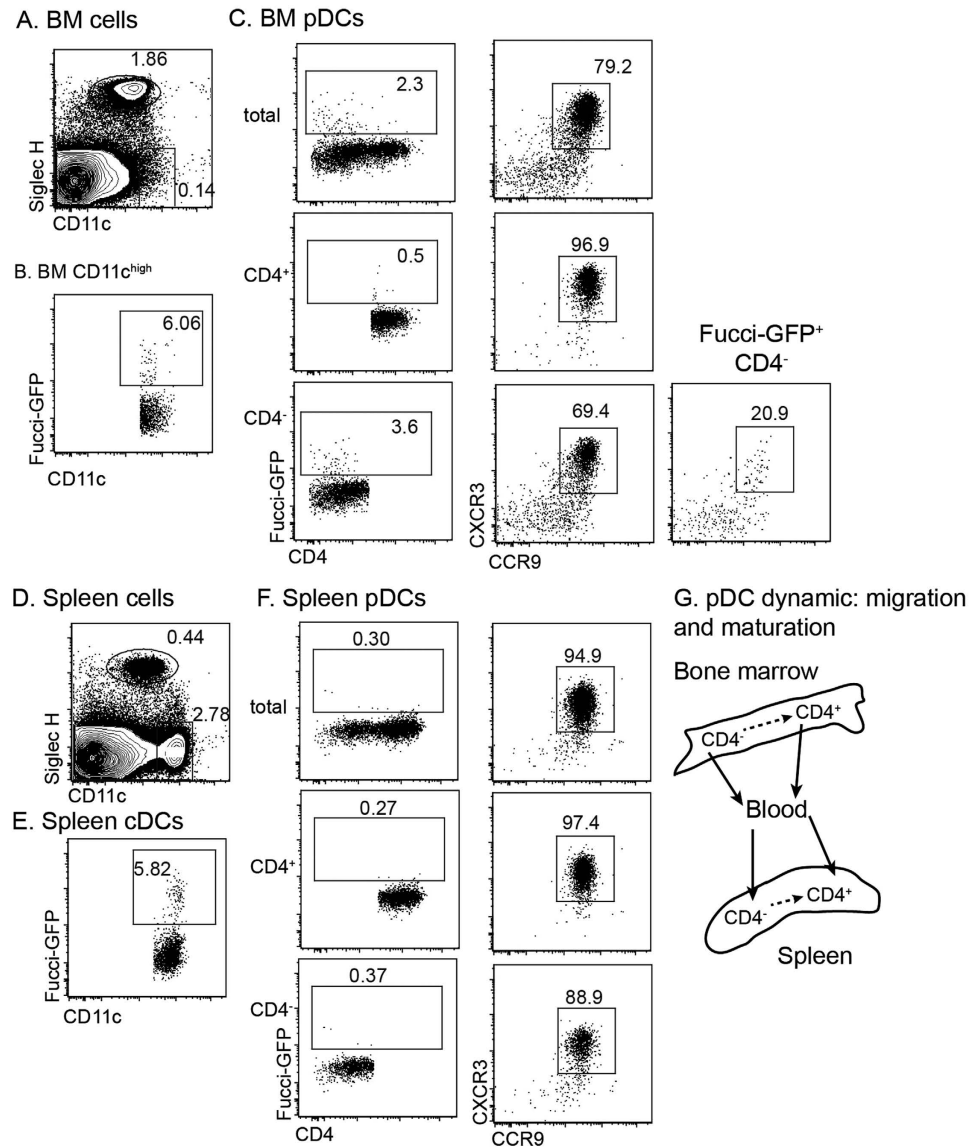 A. BM cells
1.86
0.14
Siglec H
CD11c
B. BM CD11c^high
6.06
Fucci-GFP
CD11c
C. BM pDCs
total
2.3
79.2
CD4⁺
0.5
96.9
CD4⁻
3.6
69.4
Fucci-GFP
CD4
CXCR3
CCR9
Fucci-GFP⁺
CD4⁻
20.9
D. Spleen cells
0.44
2.78
Siglec H
CD11c
E. Spleen cDCs
5.82
Fucci-GFP
CD11c
F. Spleen pDCs
total
0.30
94.9
CD4⁺
0.27
97.4
CD4⁻
0.37
88.9
Fucci-GFP
CD4
CXCR3
CCR9
G. pDC dynamic: migration
and maturation
Bone marrow
CD4⁻ CD4⁺
Blood
CD4⁻ CD4⁺
Spleen